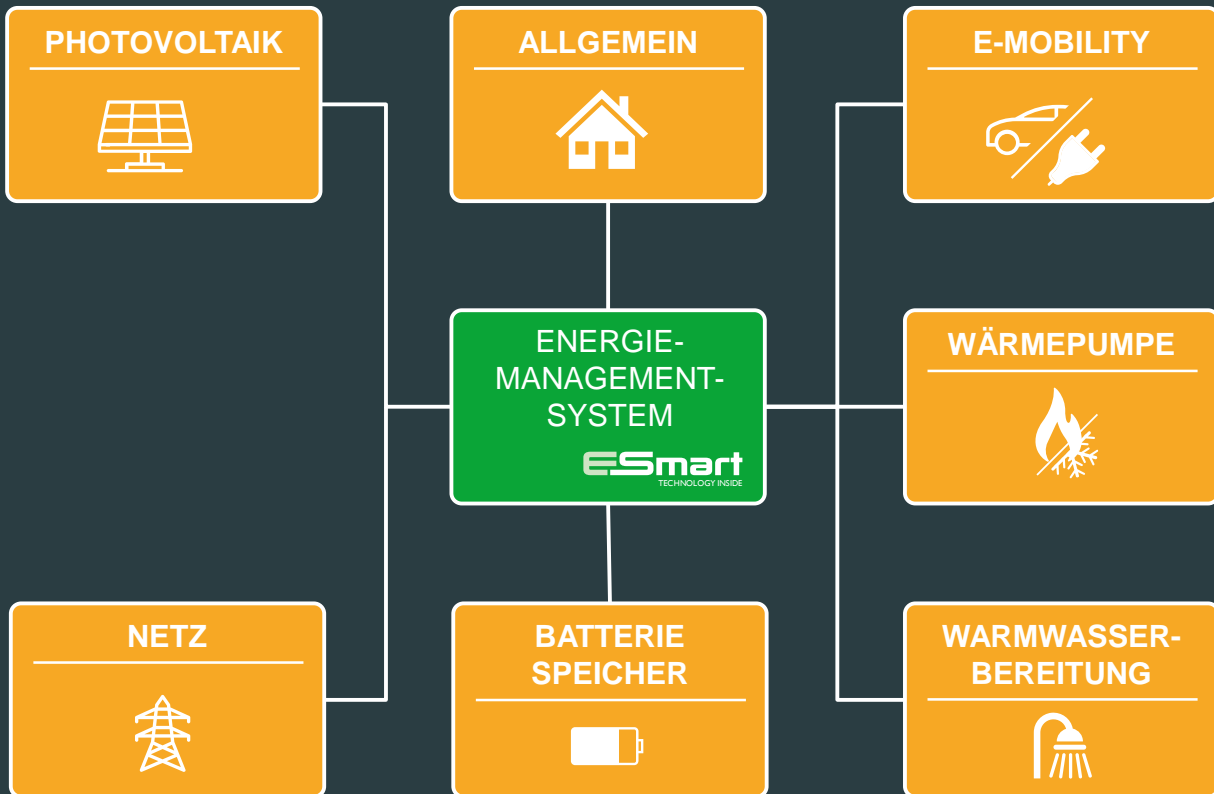 PHOTOVOLTAIK
ALLGEMEIN
E-MOBILITY
ENERGIE-
MANAGEMENT-
SYSTEM
ESmart
TECHNOLOGY INSIDE
WÄRMEPUMPE
NETZ
BATTERIE
SPEICHER
WARMWASSER-
BEREITUNG